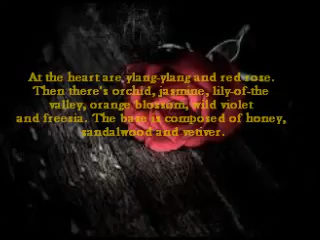 At the heart are ylang-ylang and red rose.
Then there's orchid, jasmine, lily-of-the
valley, orange blossom, wild violet
and freesia. The base is composed of honey,
sandalwood and vetiver.